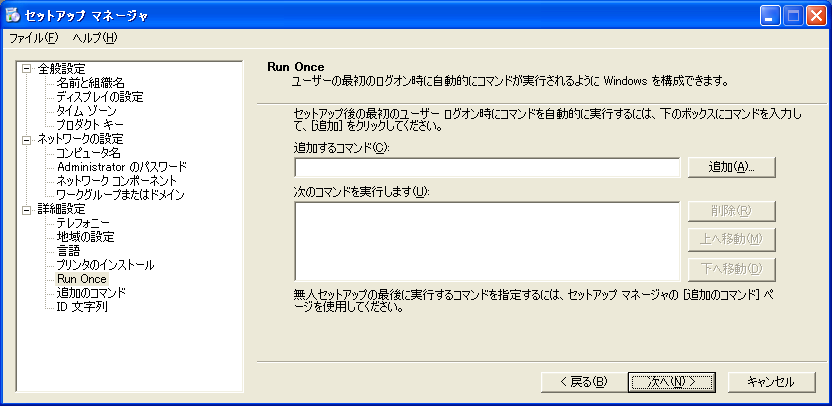 セットアップ マネージャ
ファイル(F) ヘルプ(H)
全般設定
名前と組織名
ディスプレイの設定
タイム ゾーン
プロダクト キー
ネットワークの設定
コンピュータ名
Administrator のパスワード
ネットワーク コンポーネント
ワークグループまたはドメイン
詳細設定
テレフォニー
地域の設定
言語
プリンタのインストール
Run Once
追加のコマンド
ID 文字列
Run Once
ユーザーの最初のログオン時に自動的にコマンドが実行されるように Windows を構成できます。
セットアップ後の最初のユーザー ログオン時にコマンドを自動的に実行するには、下のボックスにコマンドを入力し
て、[追加] をクリックしてください。
追加するコマンド(C):
追加(A)...
次のコマンドを実行します(U):
削除(R)
上へ移動(M)
下へ移動(D)
無人セットアップの最後に実行するコマンドを指定するには、セットアップ マネージャの [追加のコマンド] ペ
ージを使用してください。
< 戻る(B) 次へ(N) > キャンセル